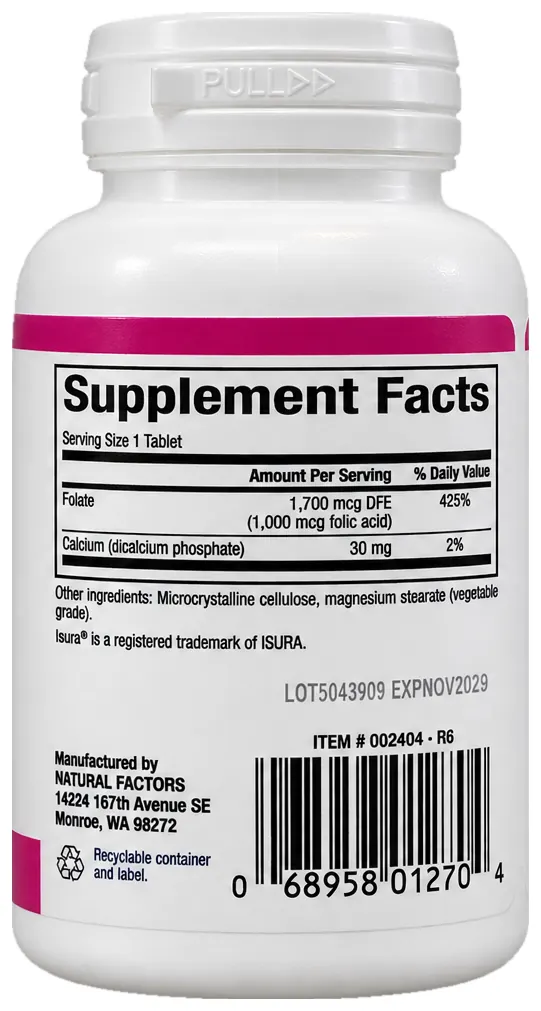 PULL▷▷
Supplement Facts
Serving Size 1 Tablet
Amount Per Serving % Daily Value
Folate 1,700 mcg DFE 425%
(1,000 mcg folic acid)
Calcium (dicalcium phosphate) 30 mg 2%
Other ingredients: Microcrystalline cellulose, magnesium stearate (vegetable
grade).
Isura® is a registered trademark of ISURA.
LOT5043909 EXPNOV2029
ITEM # 002404 · R6
Manufactured by
NATURAL FACTORS
14224 167th Avenue SE
Monroe, WA 98272
Recyclable container
and label.
0 68958 01270 4